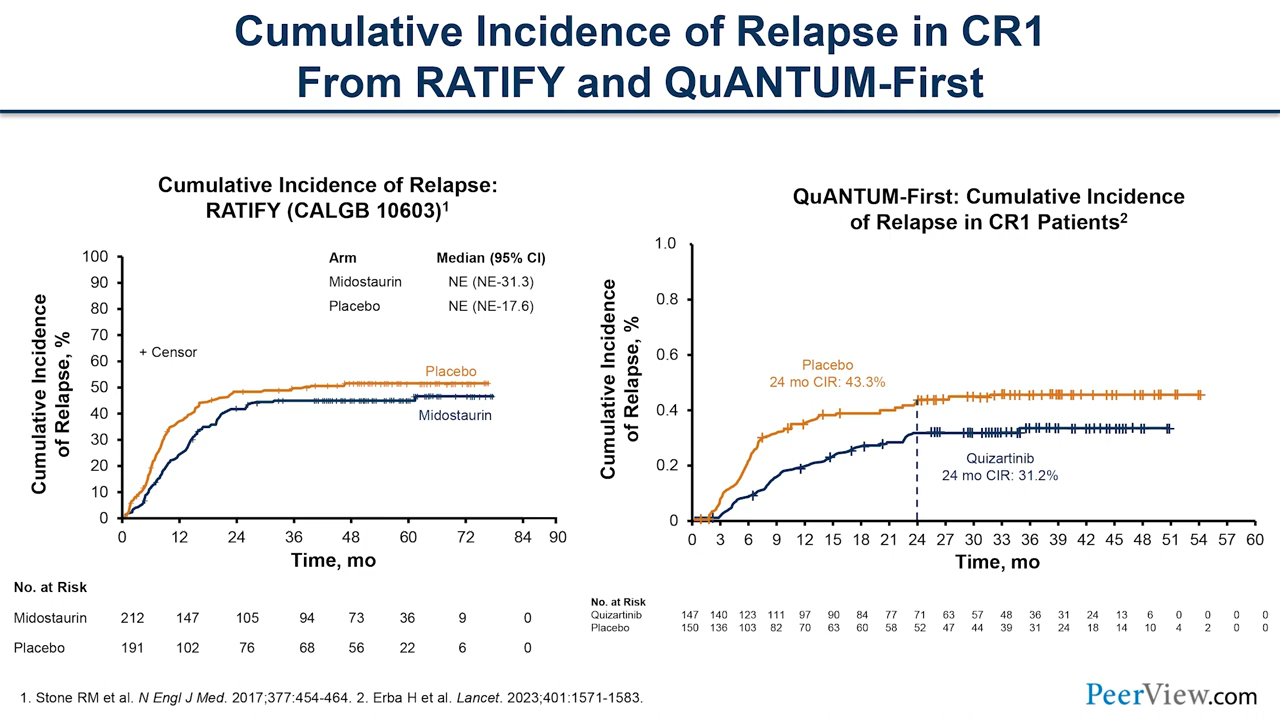 Cumulative Incidence of Relapse in CR1
From RATIFY and QuANTUM-First
Cumulative Incidence of Relapse:
RATIFY (CALGB 10603)1
Arm Median (95% CI)
Midostaurin NE (NE-31.3)
Placebo NE (NE-17.6)
Cumulative Incidence
of Relapse, %
100
90
80
70
60
50
40
30
20
10
0
+ Censor
Placebo
Midostaurin
0 12 24 36 48 60 72 84 90
Time, mo
No. at Risk
Midostaurin 212 147 105 94 73 36 9 0
Placebo 191 102 76 68 56 22 6 0
QuANTUM-First: Cumulative Incidence
of Relapse in CR1 Patients2
Cumulative Incidence
of Relapse, %
1.0
0.8
0.6
0.4
0.2
0
Placebo
24 mo CIR: 43.3%
Quizartinib
24 mo CIR: 31.2%
0 3 6 9 12 15 18 21 24 27 30 33 36 39 42 45 48 51 54 57 60
Time, mo
No. at Risk
Quizartinib 147 140 123 111 97 90 84 77 71 63 57 48 36 31 24 13 6 0 0 0 0
Placebo 150 136 103 82 70 63 60 58 52 47 44 39 31 24 18 14 10 4 2 0 0
1. Stone RM et al. N Engl J Med. 2017;377:454-464. 2. Erba H et al. Lancet. 2023;401:1571-1583.
PeerView.com